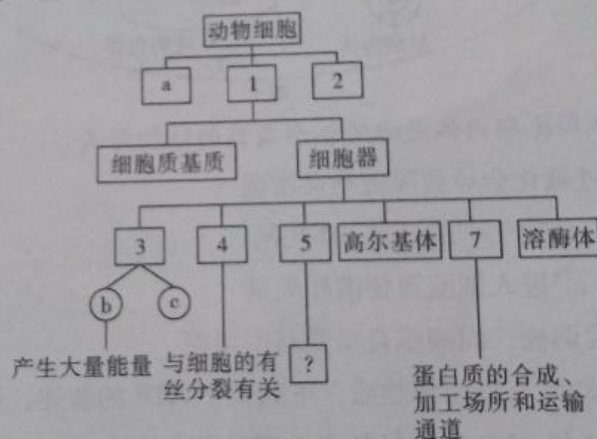 动物细胞
a
1
2
细胞质基质
细胞器
3
4
5
高尔基体
7
溶酶体
b
c
产生大量能量
与细胞的有
丝分裂有关
?
蛋白质的合成、
加工场所和运输
通道